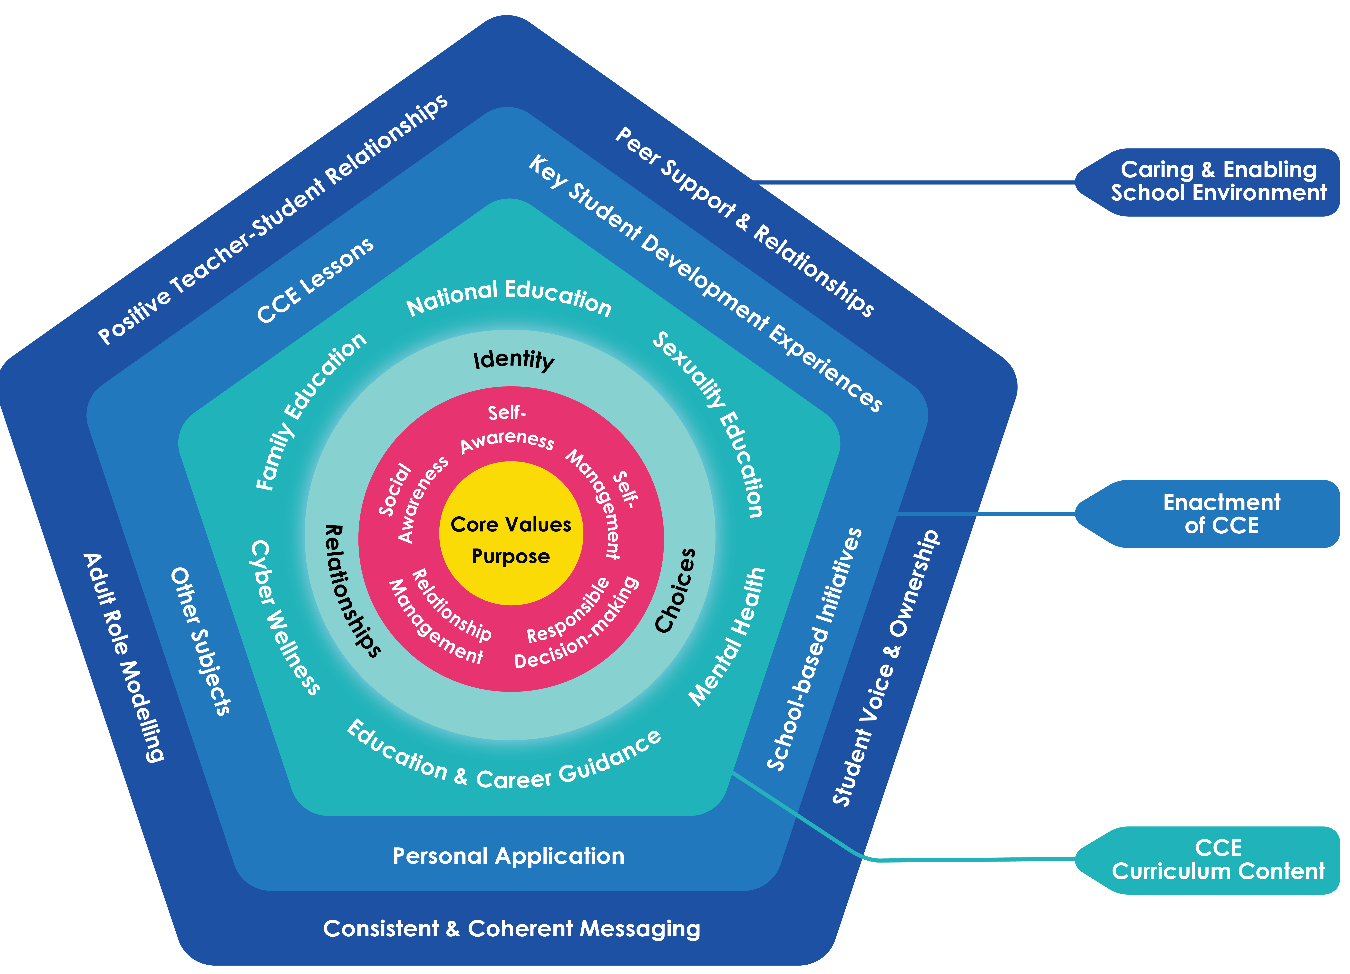 Positive Teacher-Student Relationships
Peer Support & Relationships
Student Voice & Ownership
Consistent & Coherent Messaging
Adult Role Modelling
CCE Lessons
Key Student Development Experiences
School-based Initiatives
Personal Application
Other Subjects
National Education
Sexuality Education
Mental Health
Education & Career Guidance
Cyber Wellness
Family Education
Identity
Choices
Relationships
Self-
Awareness
Self-
Management
Responsible
Decision-making
Relationship
Management
Social
Awareness
Core Values
Purpose
Caring & Enabling
School Environment
Enactment
of CCE
CCE
Curriculum Content